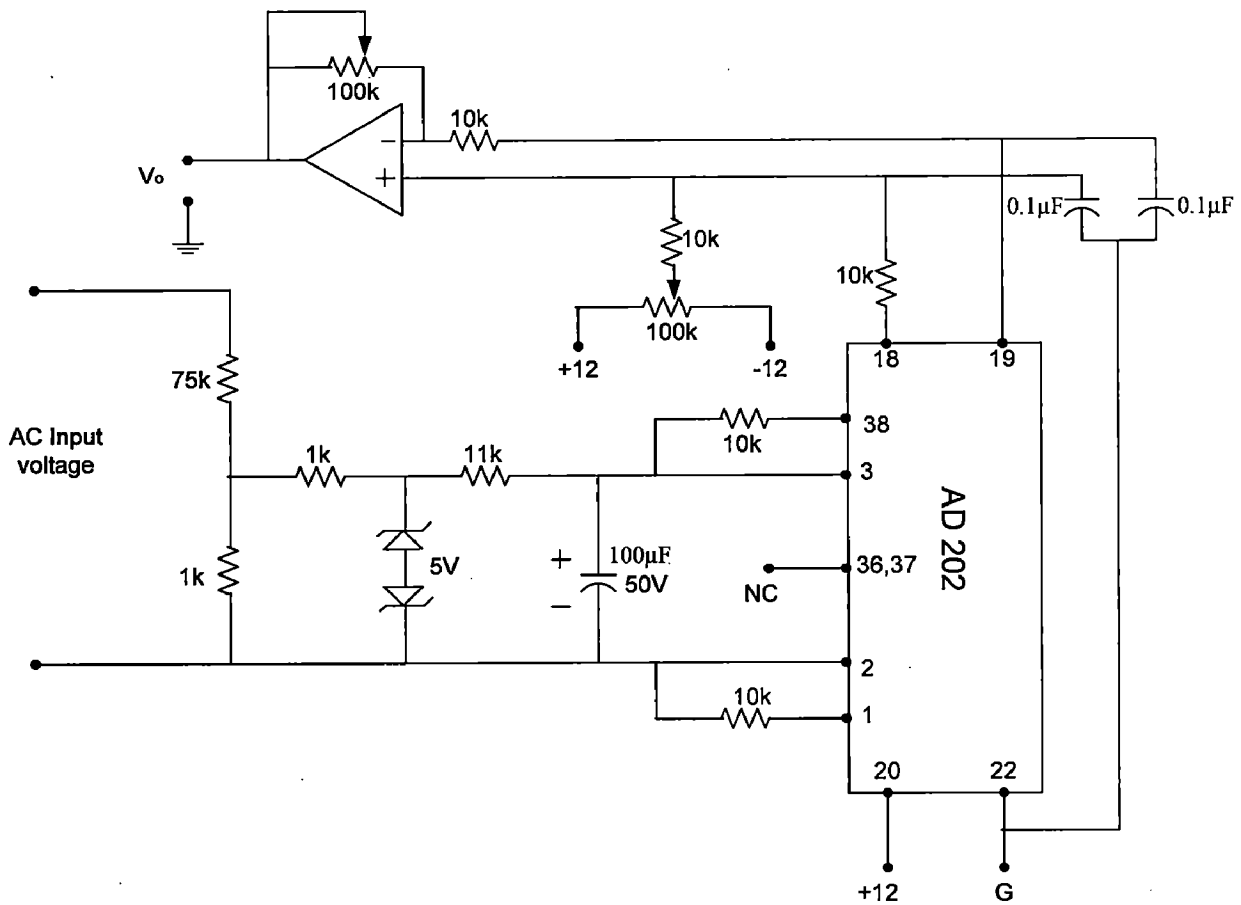 100k
10k
−
+
Vo
0.1µF
0.1µF
10k
10k
100k
+12
-12
18
19
75k
AC Input
voltage
10k
38
1k
11k
3
AD 202
1k
5V
+
100µF
50V
−
36,37
NC
2
10k
1
20
22
+12
G